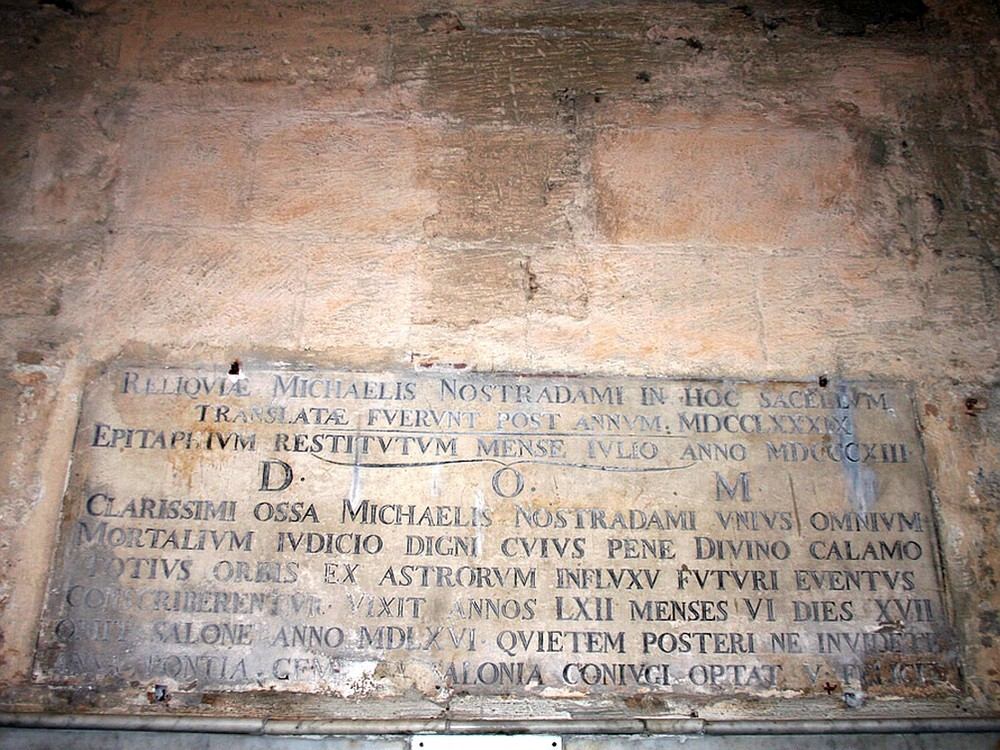 RELIQVIÆ MICHAELIS NOSTRADAMI IN HOC SACELLVM
TRANSLATÆ FVERVNT POST ANNVM. MDCCLXXXIX
EPITAPHIVM RESTITVTVM MENSE IVLIO ANNO MDCCCXIII
D. O. M.
CLARISSIMI OSSA MICHAELIS NOSTRADAMI VNIVS OMNIVM
MORTALIVM IVDICIO DIGNI CVIVS PENE DIVINO CALAMO
TOTIVS ORBIS EX ASTRORVM INFLVXV FVTVRI EVENTVS
CONSCRIBERENTVR. VIXIT ANNOS LXII MENSES VI DIES XVII
OBIIT SALONE ANNO MDLXVI. QVIETEM POSTERI NE INVIDETE
PONTIA SALONIA CONIVGI OPTAT V. FELICIT